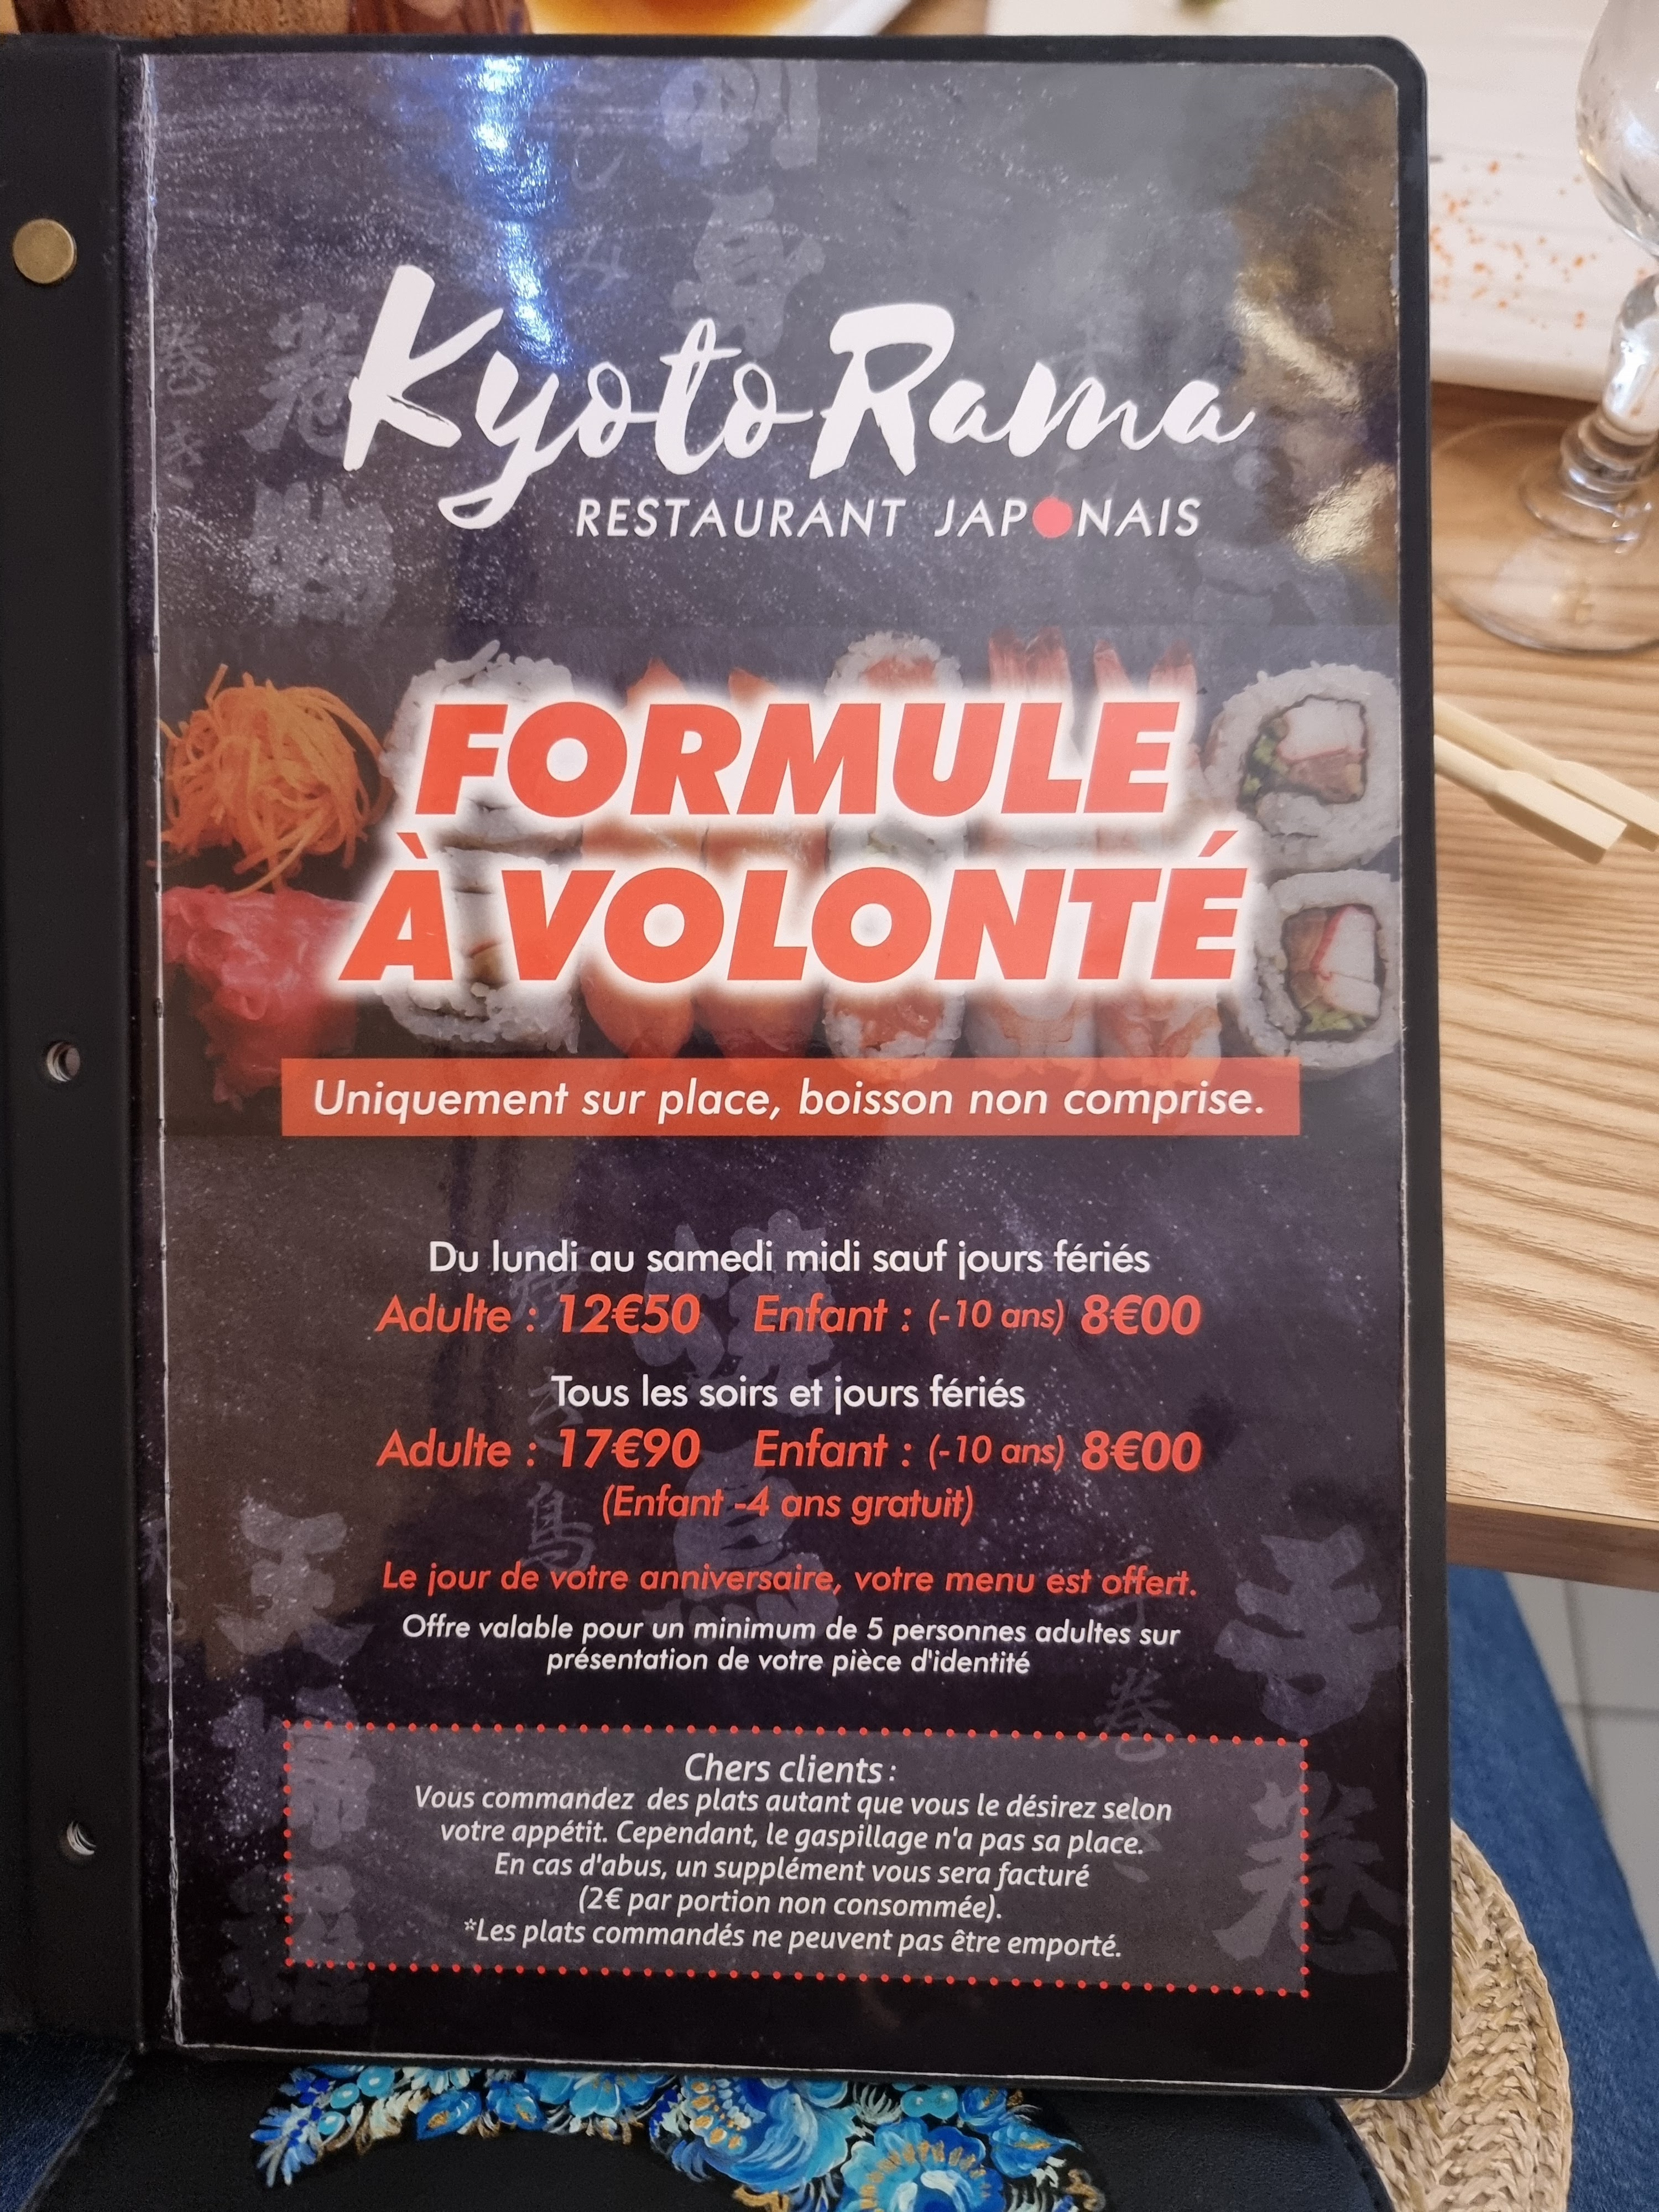 Kyoto Rama
RESTAURANT JAPONAIS
FORMULE
À VOLONTÉ
Uniquement sur place, boisson non comprise.
Du lundi au samedi midi sauf jours fériés
Adulte : 12€50 Enfant : (-10 ans) 8€00
Tous les soirs et jours fériés
Adulte : 17€90 Enfant : (-10 ans) 8€00
(Enfant -4 ans gratuit)
Le jour de votre anniversaire, votre menu est offert.
Offre valable pour un minimum de 5 personnes adultes sur
présentation de votre pièce d'identité
Chers clients :
Vous commandez des plats autant que vous le désirez selon
votre appétit. Cependant, le gaspillage n'a pas sa place.
En cas d'abus, un supplément vous sera facturé
(2€ par portion non consommée).
*Les plats commandés ne peuvent pas être emporté.